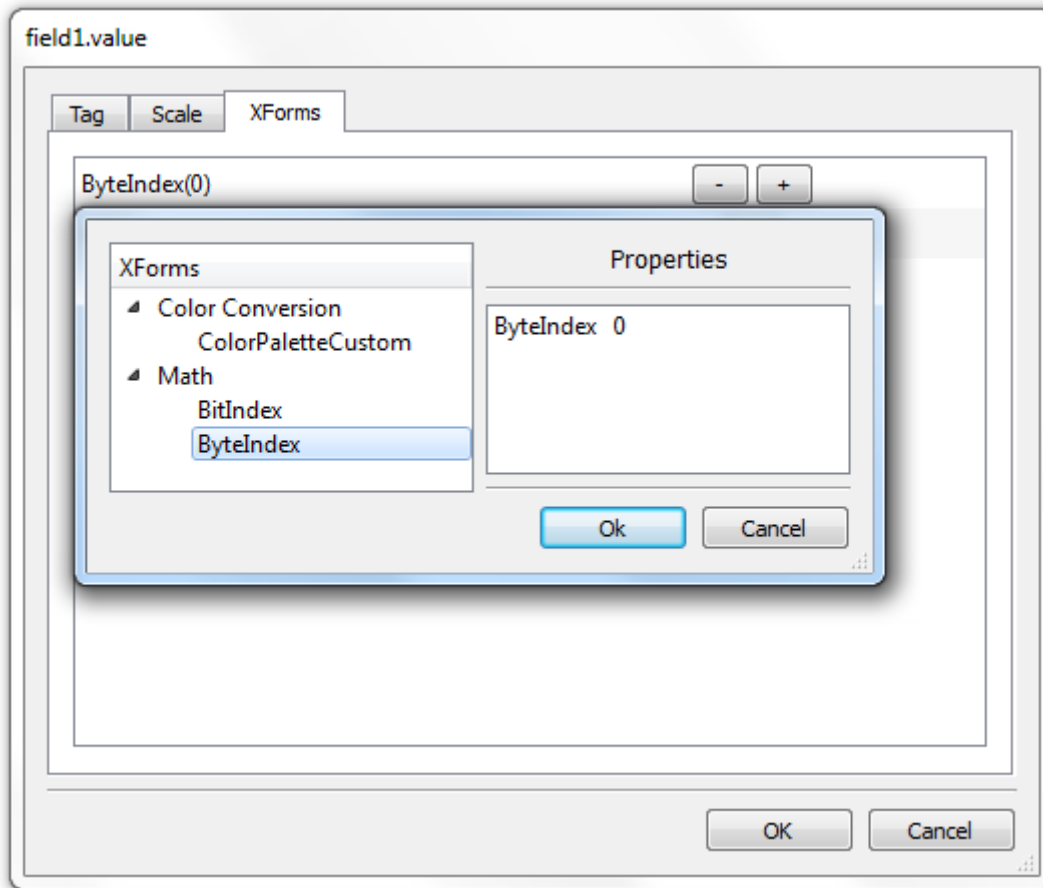 field1.value
Tag Scale XForms
ByteIndex(0) - +
XForms
Color Conversion
ColorPaletteCustom
Math
BitIndex
ByteIndex
Properties
ByteIndex 0
Ok Cancel
OK Cancel